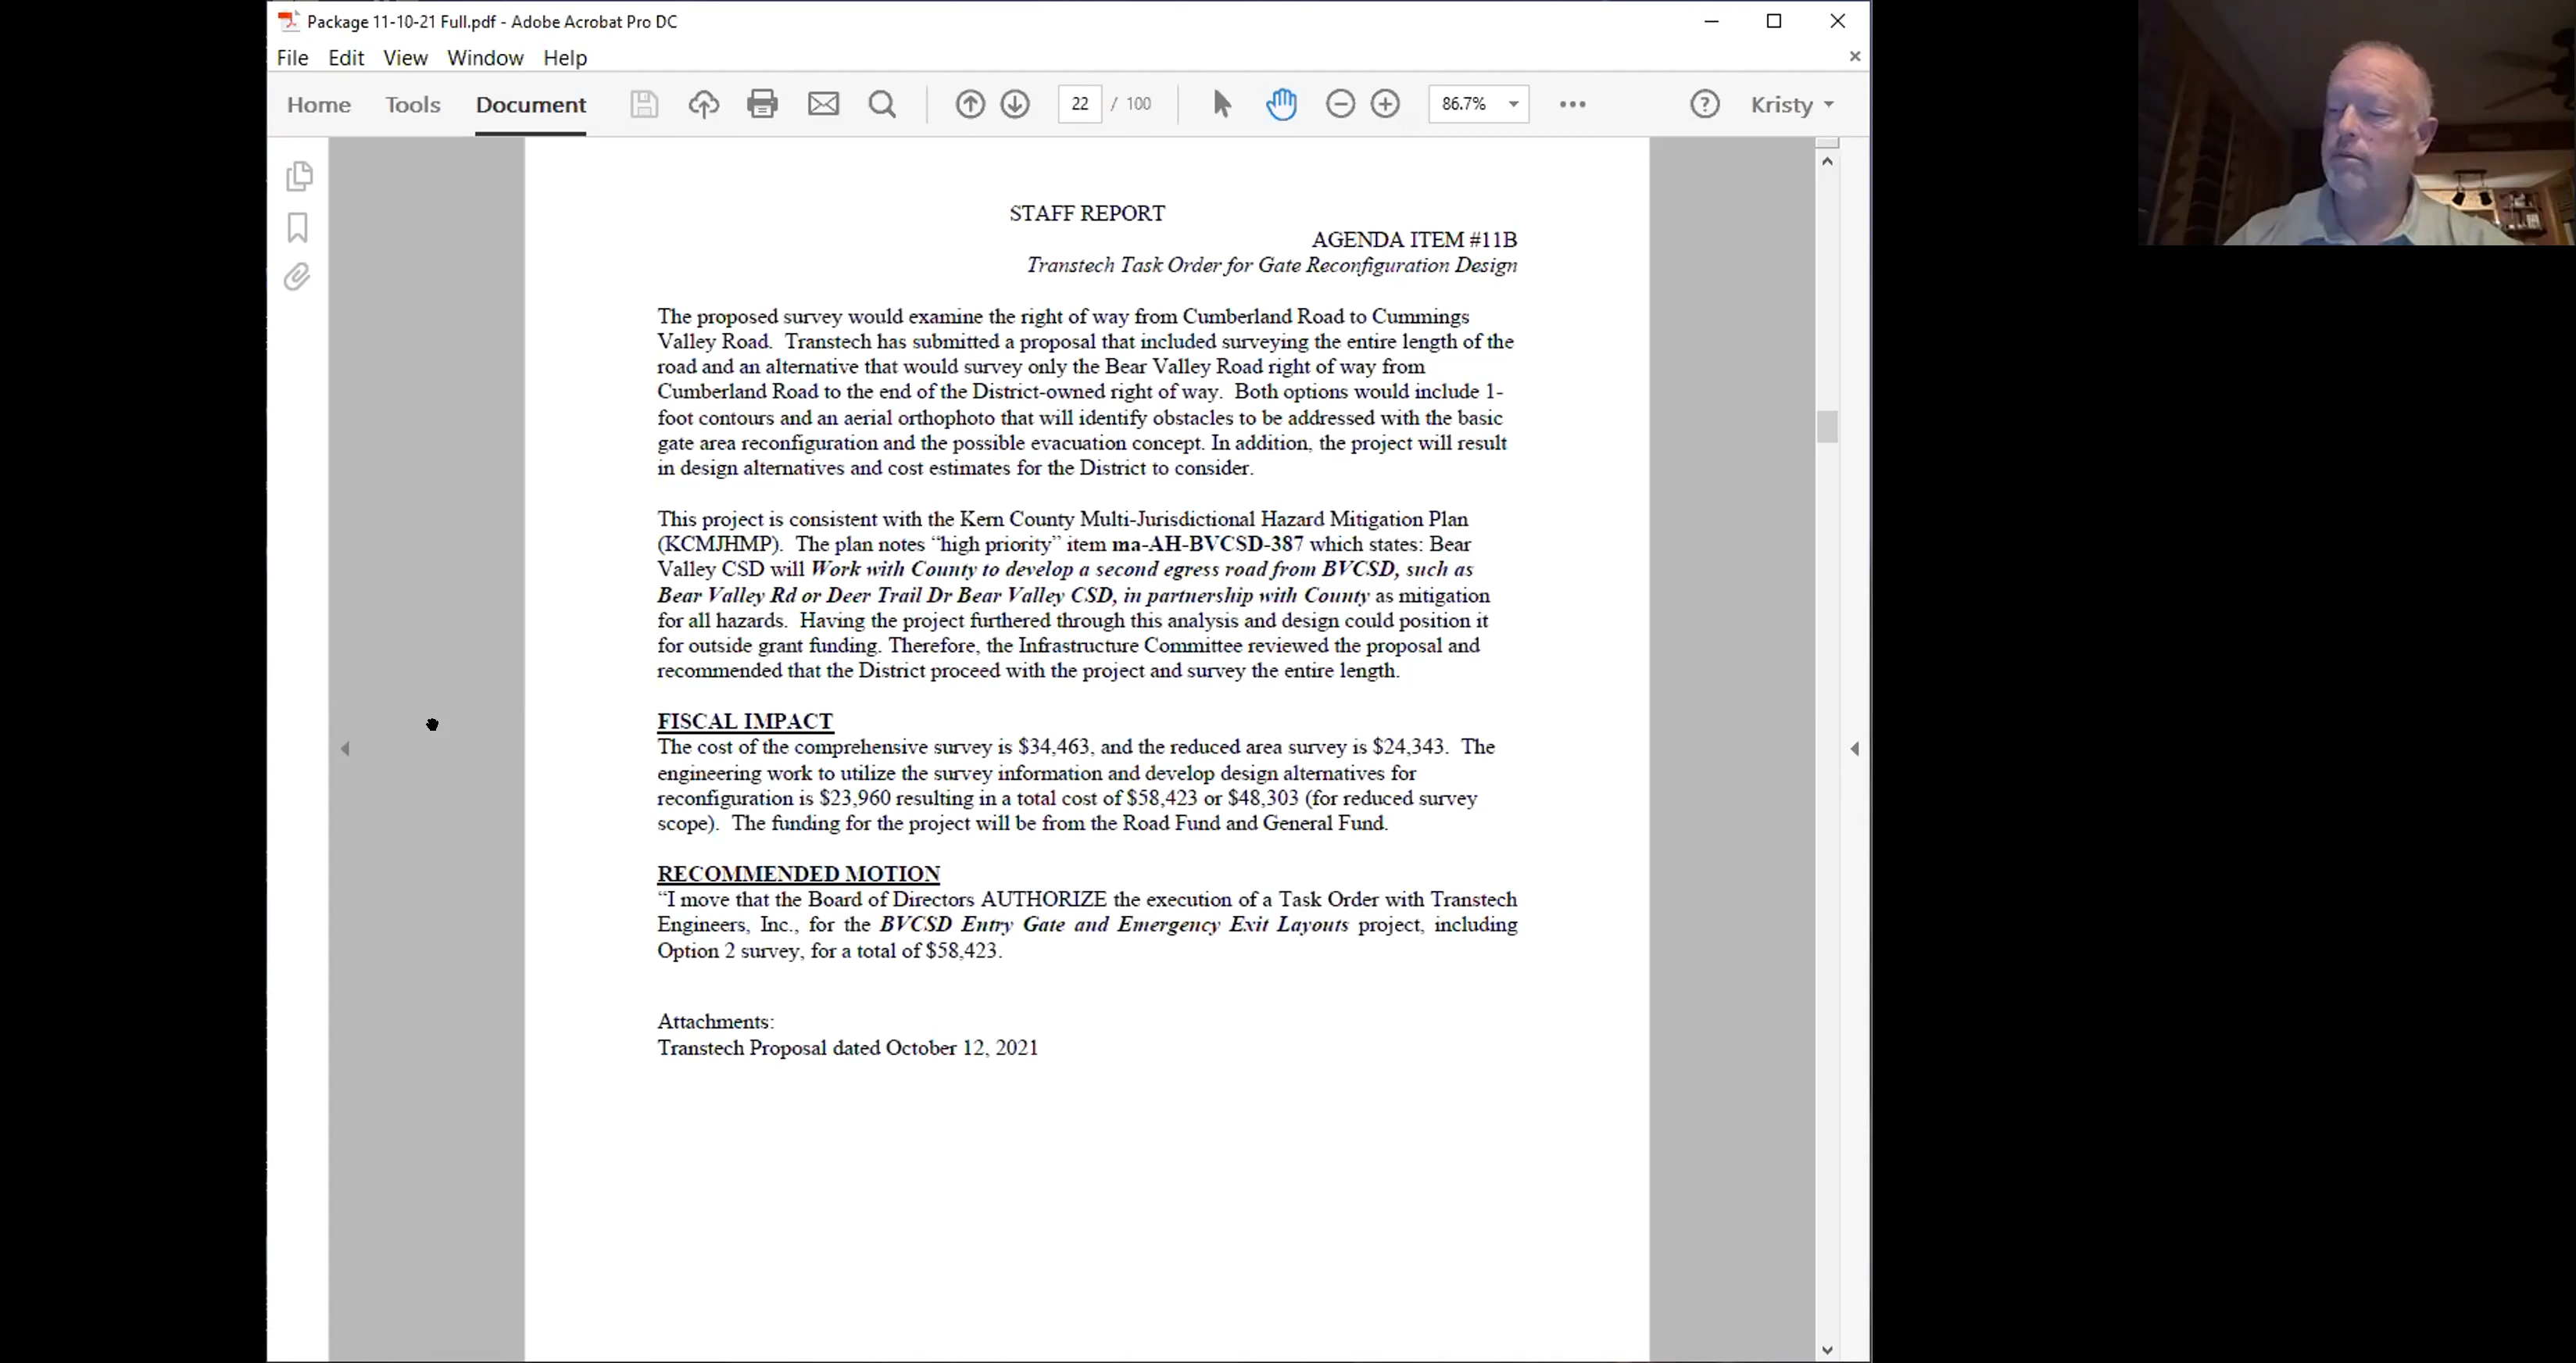 Package 11-10-21 Full.pdf - Adobe Acrobat Pro DC
File Edit View Window Help
Home Tools Document 22 / 100 86.7% Kristy
STAFF REPORT
AGENDA ITEM #11B
Transtech Task Order for Gate Reconfiguration Design
The proposed survey would examine the right of way from Cumberland Road to Cummings
Valley Road. Transtech has submitted a proposal that included surveying the entire length of the
road and an alternative that would survey only the Bear Valley Road right of way from
Cumberland Road to the end of the District-owned right of way. Both options would include 1-
foot contours and an aerial orthophoto that will identify obstacles to be addressed with the basic
gate area reconfiguration and the possible evacuation concept. In addition, the project will result
in design alternatives and cost estimates for the District to consider.
This project is consistent with the Kern County Multi-Jurisdictional Hazard Mitigation Plan
(KCMJHMP). The plan notes “high priority” item ma-AH-BVCSD-387 which states: Bear
Valley CSD will Work with County to develop a second egress road from BVCSD, such as
Bear Valley Rd or Deer Trail Dr Bear Valley CSD, in partnership with County as mitigation
for all hazards. Having the project furthered through this analysis and design could position it
for outside grant funding. Therefore, the Infrastructure Committee reviewed the proposal and
recommended that the District proceed with the project and survey the entire length.
FISCAL IMPACT
The cost of the comprehensive survey is $34,463, and the reduced area survey is $24,343. The
engineering work to utilize the survey information and develop design alternatives for
reconfiguration is $23,960 resulting in a total cost of $58,423 or $48,303 (for reduced survey
scope). The funding for the project will be from the Road Fund and General Fund.
RECOMMENDED MOTION
“I move that the Board of Directors AUTHORIZE the execution of a Task Order with Transtech
Engineers, Inc., for the BVCSD Entry Gate and Emergency Exit Layouts project, including
Option 2 survey, for a total of $58,423.
Attachments:
Transtech Proposal dated October 12, 2021